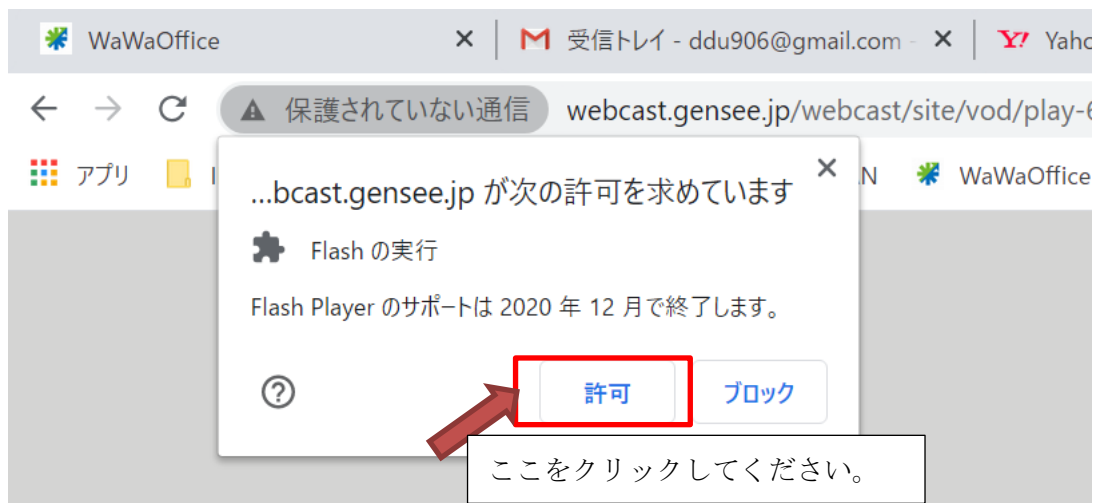 WaWaOffice
受信トレイ - ddu906@gmail.com -
Y! Yaho
保護されていない通信 webcast.gensee.jp/webcast/site/vod/play-6
アプリ
N WaWaOffice
...bcast.gensee.jp が次の許可を求めています
Flash の実行
Flash Player のサポートは 2020 年 12 月で終了します。
許可 ブロック
ここをクリックしてください。